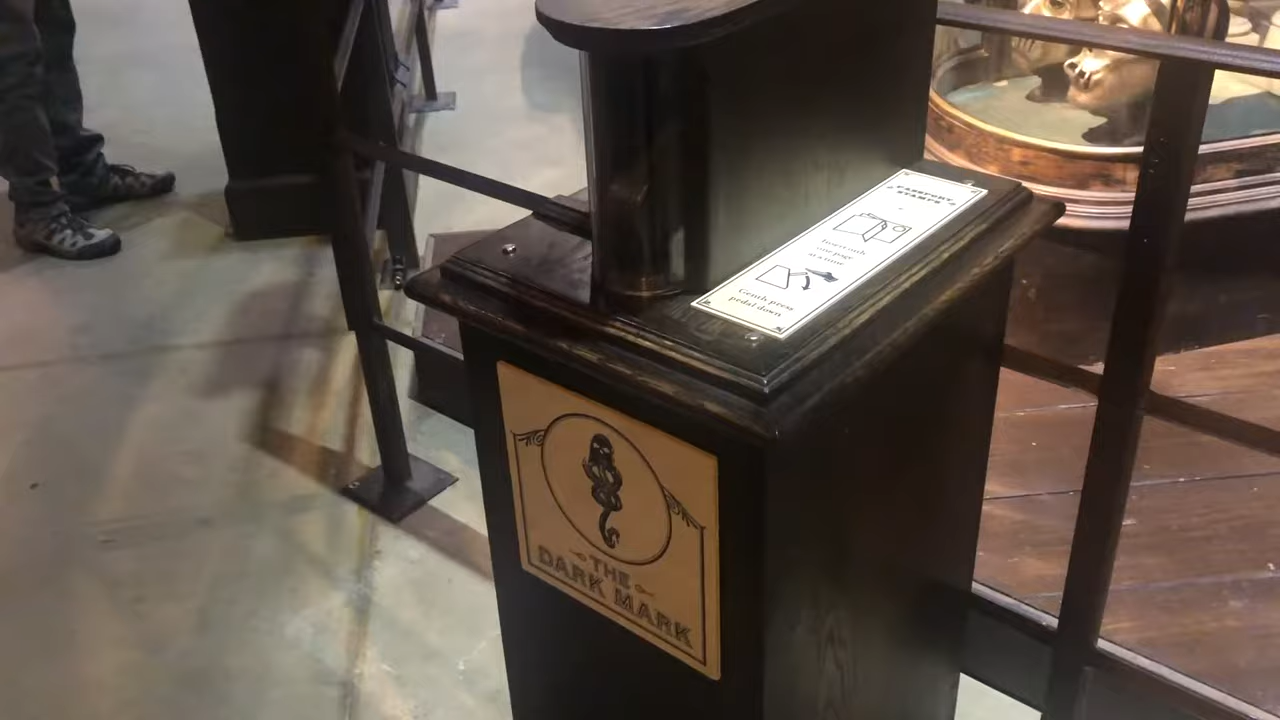 PASSPORT
STAMPS
Insert only
one page
at a time
Gently press
pedal down
THE
DARK MARK